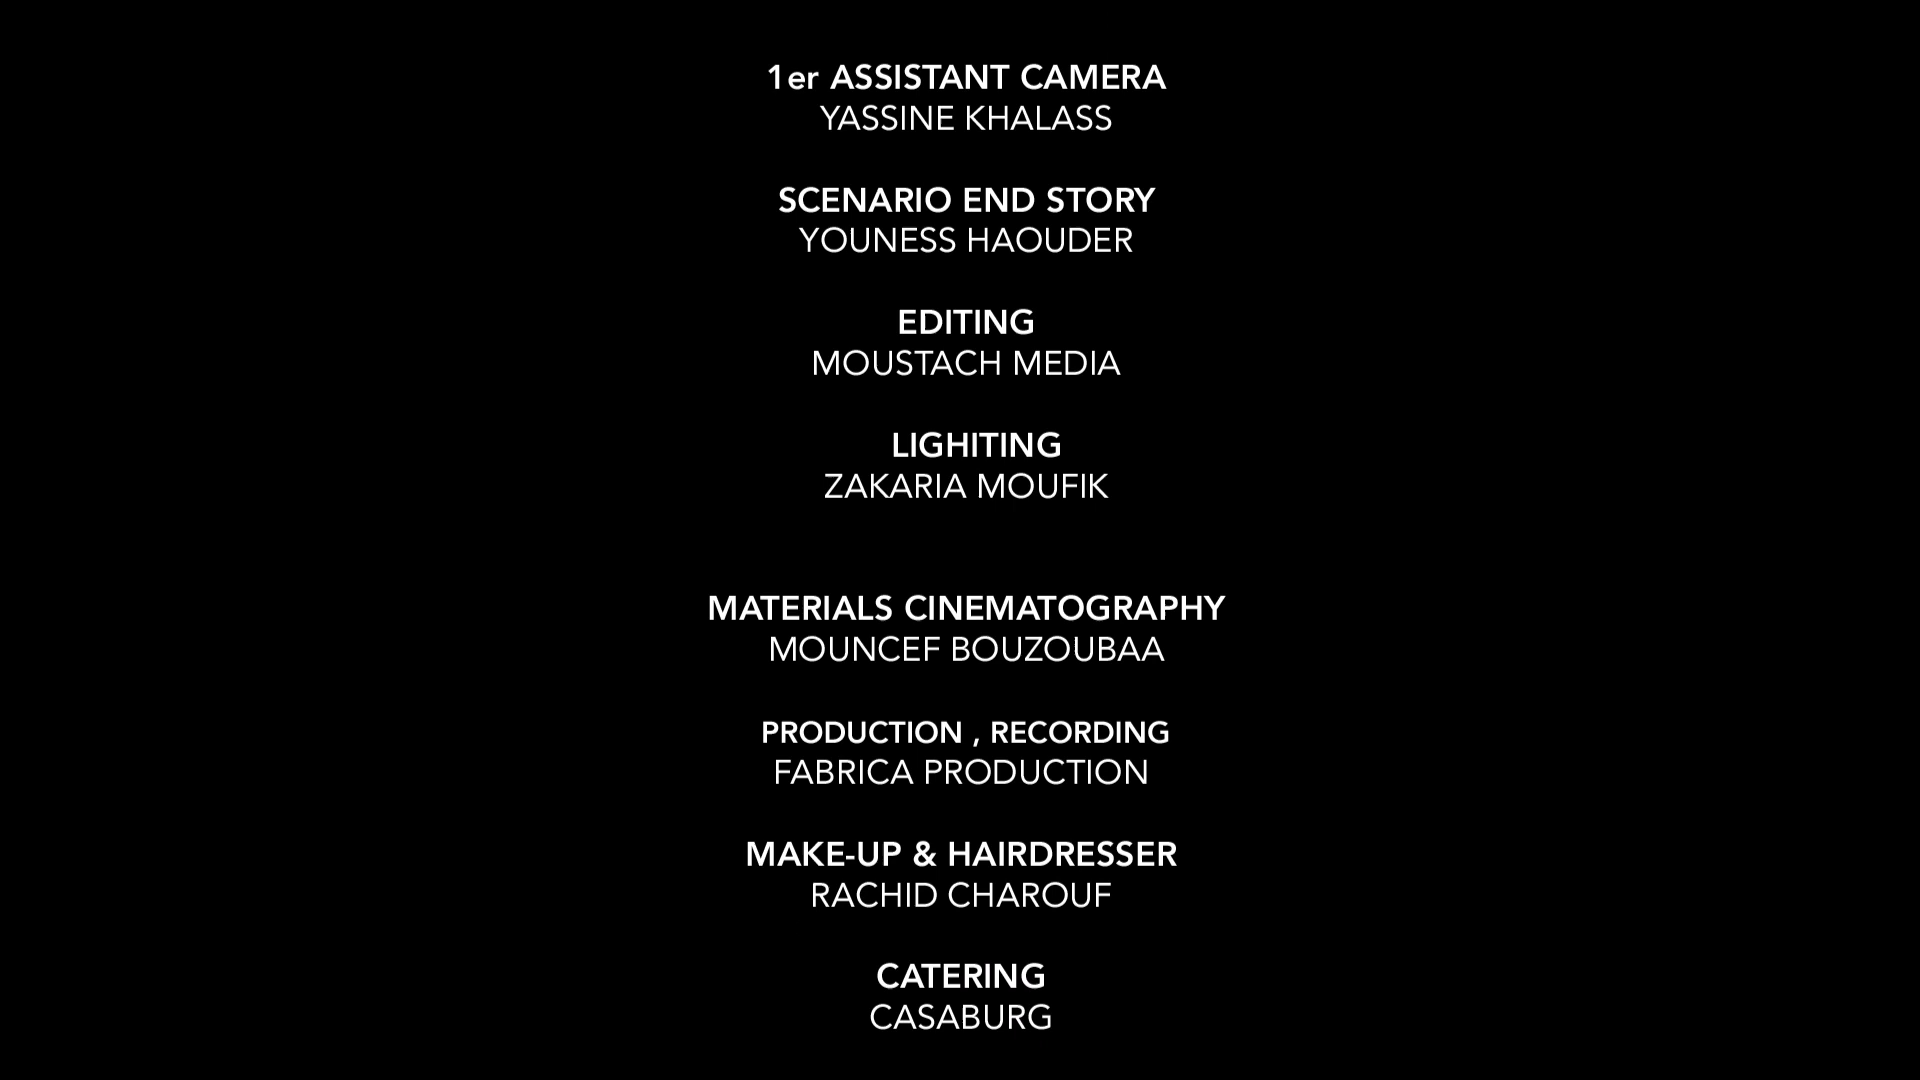 1er ASSISTANT CAMERA
YASSINE KHALASS
SCENARIO END STORY
YOUNESS HAOUDER
EDITING
MOUSTACH MEDIA
LIGHITING
ZAKARIA MOUFIK
MATERIALS CINEMATOGRAPHY
MOUNCEF BOUZOUBAA
PRODUCTION , RECORDING
FABRICA PRODUCTION
MAKE-UP & HAIRDRESSER
RACHID CHAROUF
CATERING
CASABURG